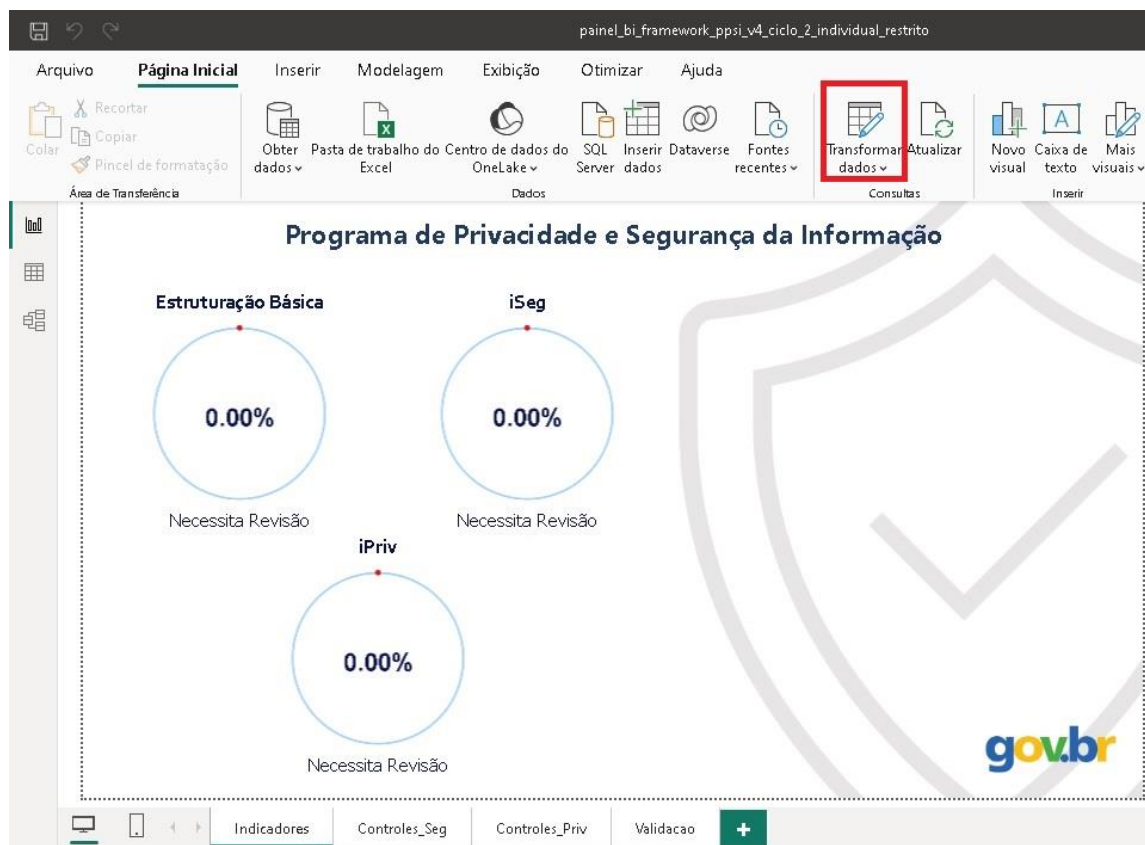 painel_bi_framework_ppsi_v4_ciclo_2_individual_restrito
Arquivo Página Inicial Inserir Modelagem Exibição Otimizar Ajuda
Colar
Recortar
Copiar
Pincel de formatação
Área de Transferência
Obter dados
Pasta de trabalho do Excel
Centro de dados do OneLake
SQL Server
Inserir dados
Dataverse
Fontes recentes
Dados
Transformar dados
Atualizar
Consultas
Novo visual
Caixa de texto
Mais visuais
Inserir
Programa de Privacidade e Segurança da Informação
Estruturação Básica
0.00%
Necessita Revisão
iSeg
0.00%
Necessita Revisão
iPriv
0.00%
Necessita Revisão
gov.br
Indicadores Controles_Seg Controles_Priv Validacao +